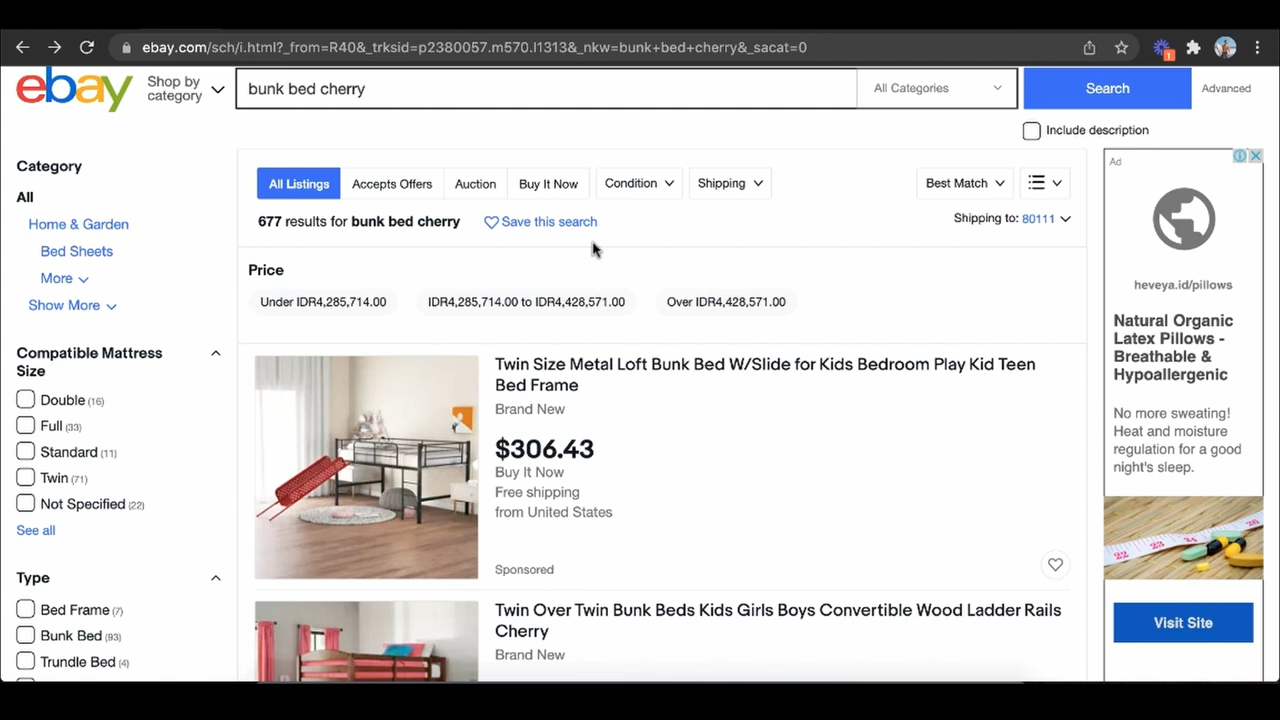 ebay.com/sch/i.html?_from=R40&_trksid=p2380057.m570.l1313&_nkw=bunk+bed+cherry&_sacat=0
1
ebay
Shop by
category
bunk bed cherry
All Categories
Search
Advanced
Include description
Category
All
Home & Garden
Bed Sheets
More
Show More
Compatible Mattress
Size
Double (16)
Full (33)
Standard (11)
Twin (71)
Not Specified (22)
See all
Type
Bed Frame (7)
Bunk Bed (93)
Trundle Bed (4)
All Listings
Accepts Offers
Auction
Buy It Now
Condition
Shipping
Best Match
677 results for bunk bed cherry
Save this search
Shipping to: 80111
Price
Under IDR4,285,714.00
IDR4,285,714.00 to IDR4,428,571.00
Over IDR4,428,571.00
Twin Size Metal Loft Bunk Bed W/Slide for Kids Bedroom Play Kid Teen
Bed Frame
Brand New
$306.43
Buy It Now
Free shipping
from United States
Sponsored
Twin Over Twin Bunk Beds Kids Girls Boys Convertible Wood Ladder Rails
Cherry
Brand New
Ad
heveya.id/pillows
Natural Organic
Latex Pillows -
Breathable &
Hypoallergenic
No more sweating!
Heat and moisture
regulation for a good
night's sleep.
22
23
24
26
Visit Site